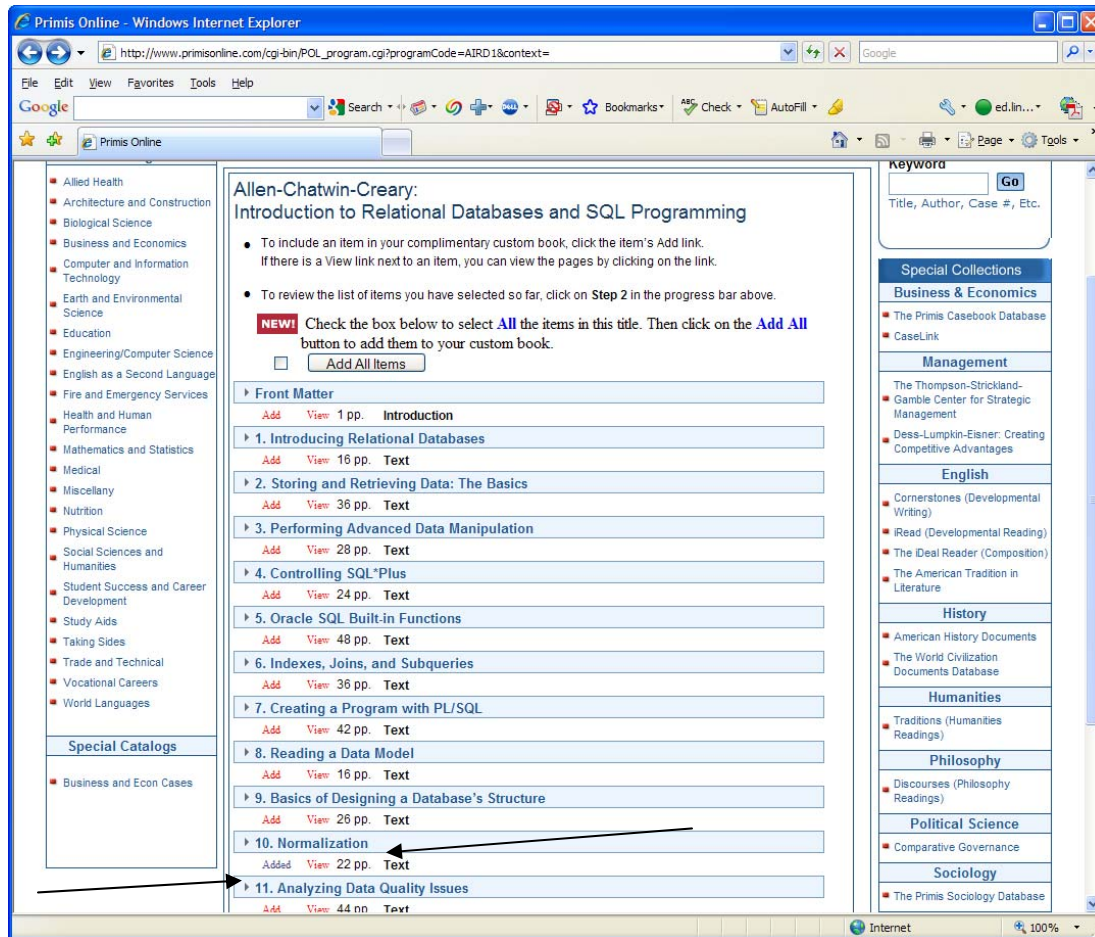 Primis Online - Windows Internet Explorer
http://www.primisonline.com/cgi-bin/POL_program.cgi?programCode=AIRD1&context=
Google
File Edit View Favorites Tools Help
Google Search Bookmarks Check AutoFill ed.lin...
Primis Online Page Tools
Allied Health
Architecture and Construction
Biological Science
Business and Economics
Computer and Information
Technology
Earth and Environmental
Science
Education
Engineering/Computer Science
English as a Second Language
Fire and Emergency Services
Health and Human
Performance
Mathematics and Statistics
Medical
Miscellany
Nutrition
Physical Science
Social Sciences and
Humanities
Student Success and Career
Development
Study Aids
Taking Sides
Trade and Technical
Vocational Careers
World Languages
Special Catalogs
Business and Econ Cases
Allen-Chatwin-Creary:
Introduction to Relational Databases and SQL Programming
To include an item in your complimentary custom book, click the item's Add link.
If there is a View link next to an item, you can view the pages by clicking on the link.
To review the list of items you have selected so far, click on Step 2 in the progress bar above.
NEW! Check the box below to select All the items in this title. Then click on the Add All
button to add them to your custom book.
Add All Items
Front Matter
Add View 1 pp. Introduction
1. Introducing Relational Databases
Add View 16 pp. Text
2. Storing and Retrieving Data: The Basics
Add View 36 pp. Text
3. Performing Advanced Data Manipulation
Add View 28 pp. Text
4. Controlling SQL*Plus
Add View 24 pp. Text
5. Oracle SQL Built-in Functions
Add View 48 pp. Text
6. Indexes, Joins, and Subqueries
Add View 36 pp. Text
7. Creating a Program with PL/SQL
Add View 42 pp. Text
8. Reading a Data Model
Add View 16 pp. Text
9. Basics of Designing a Database's Structure
Add View 26 pp. Text
10. Normalization
Added View 22 pp. Text
11. Analyzing Data Quality Issues
Add View 44 pp. Text
Keyword
Go
Title, Author, Case #, Etc.
Special Collections
Business & Economics
The Primis Casebook Database
CaseLink
Management
The Thompson-Strickland-
Gamble Center for Strategic
Management
Dess-Lumpkin-Eisner: Creating
Competitive Advantages
English
Cornerstones (Developmental
Writing)
iRead (Developmental Reading)
The iDeal Reader (Composition)
The American Tradition in
Literature
History
American History Documents
The World Civilization
Documents Database
Humanities
Traditions (Humanities
Readings)
Philosophy
Discourses (Philosophy
Readings)
Political Science
Comparative Governance
Sociology
The Primis Sociology Database
Internet 100%